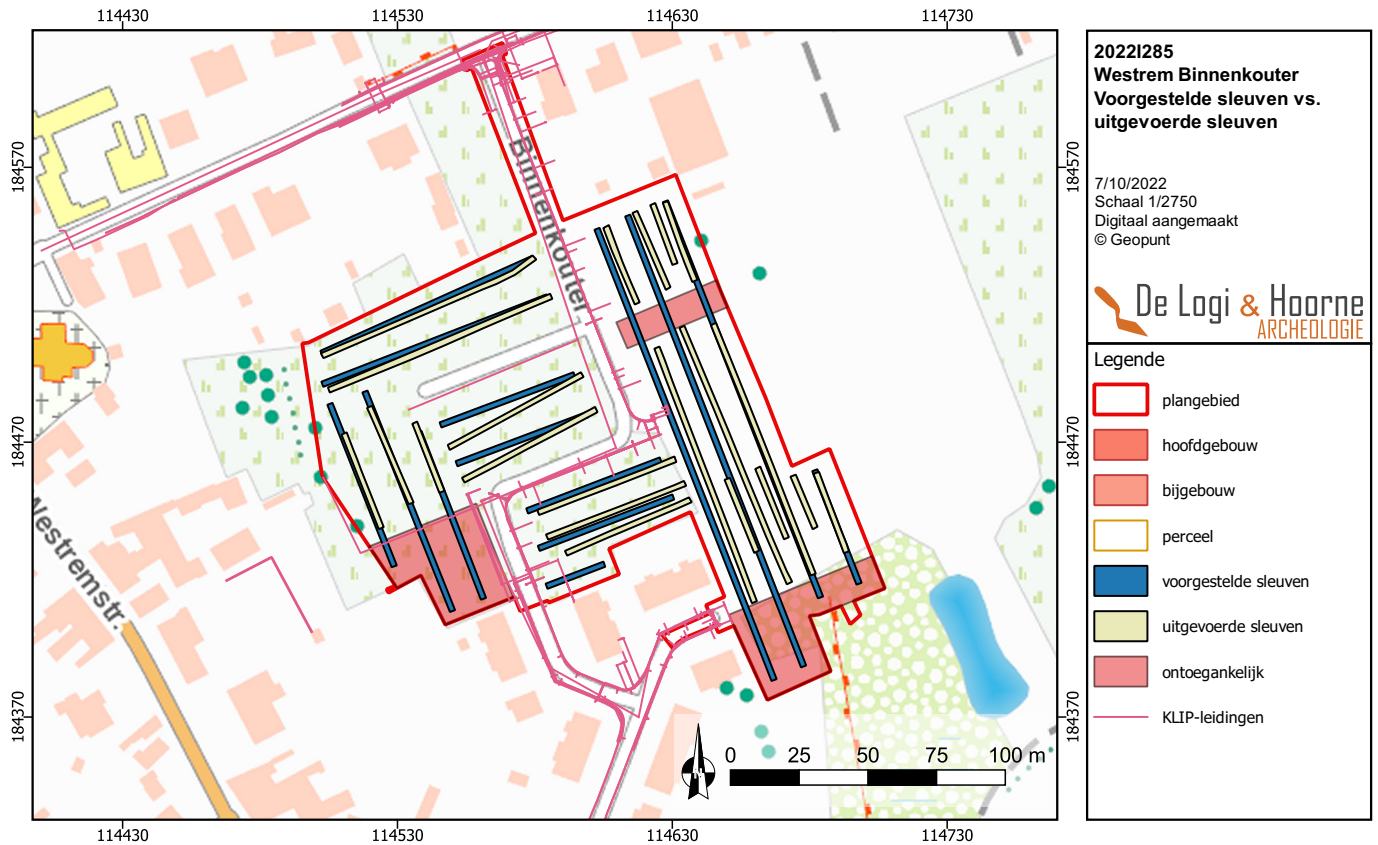 114430
114530
114630
114730
184570
184470
184370
184570
184470
184370
Binnenkouter
Westremstr.
0 25 50 75 100 m
114430
114530
114630
114730
2022I285
Westrem Binnenkouter
Voorgestelde sleuven vs.
uitgevoerde sleuven
7/10/2022
Schaal 1/2750
Digitaal aangemaakt
© Geopunt
De Logi & Hoorne
ARCHEOLOGIE
Legende
plangebied
hoofdgebouw
bijgebouw
perceel
voorgestelde sleuven
uitgevoerde sleuven
ontoegankelijk
KLIP-leidingen